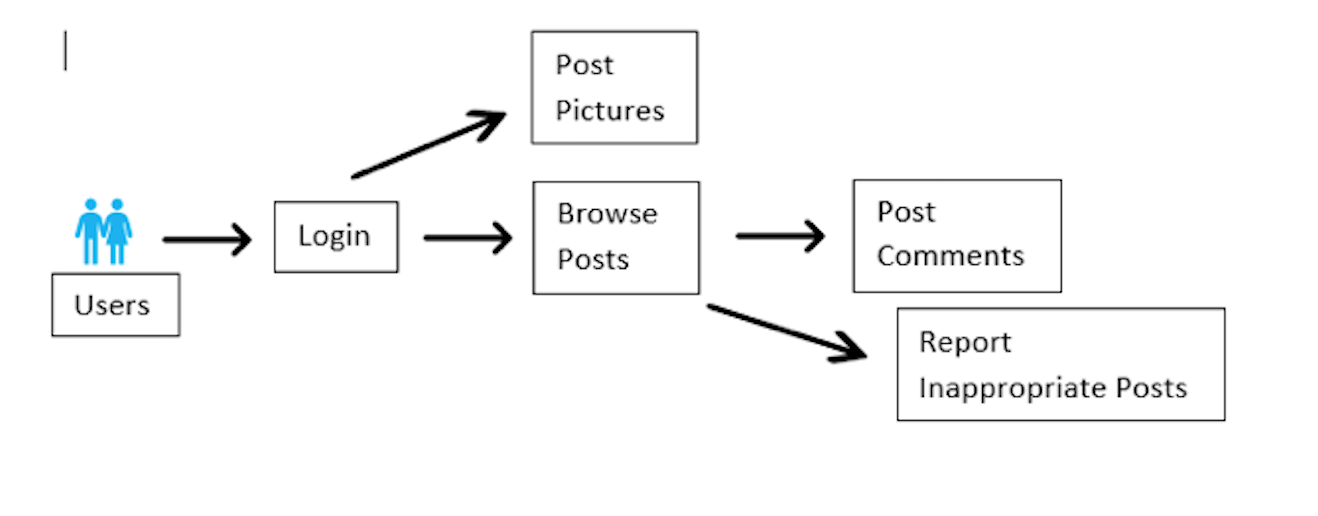 Post
Pictures
Users
Login
Browse
Posts
Post
Comments
Report
Inappropriate Posts